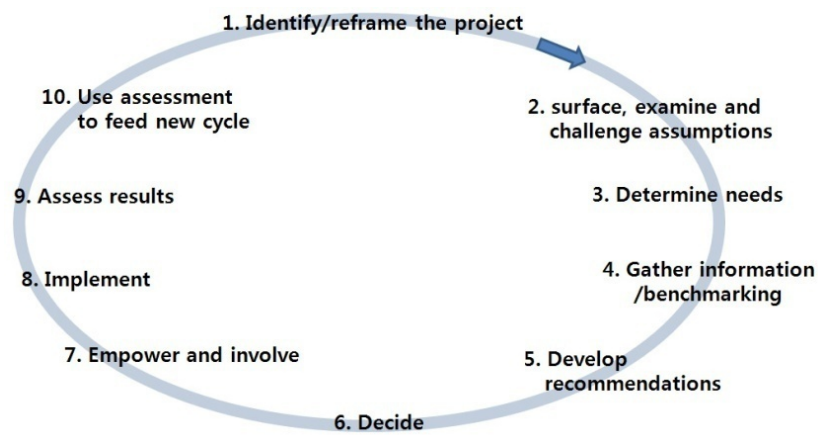 1. Identify/reframe the project
2. surface, examine and
challenge assumptions
3. Determine needs
4. Gather information
/benchmarking
5. Develop
recommendations
6. Decide
7. Empower and involve
8. Implement
9. Assess results
10. Use assessment
to feed new cycle